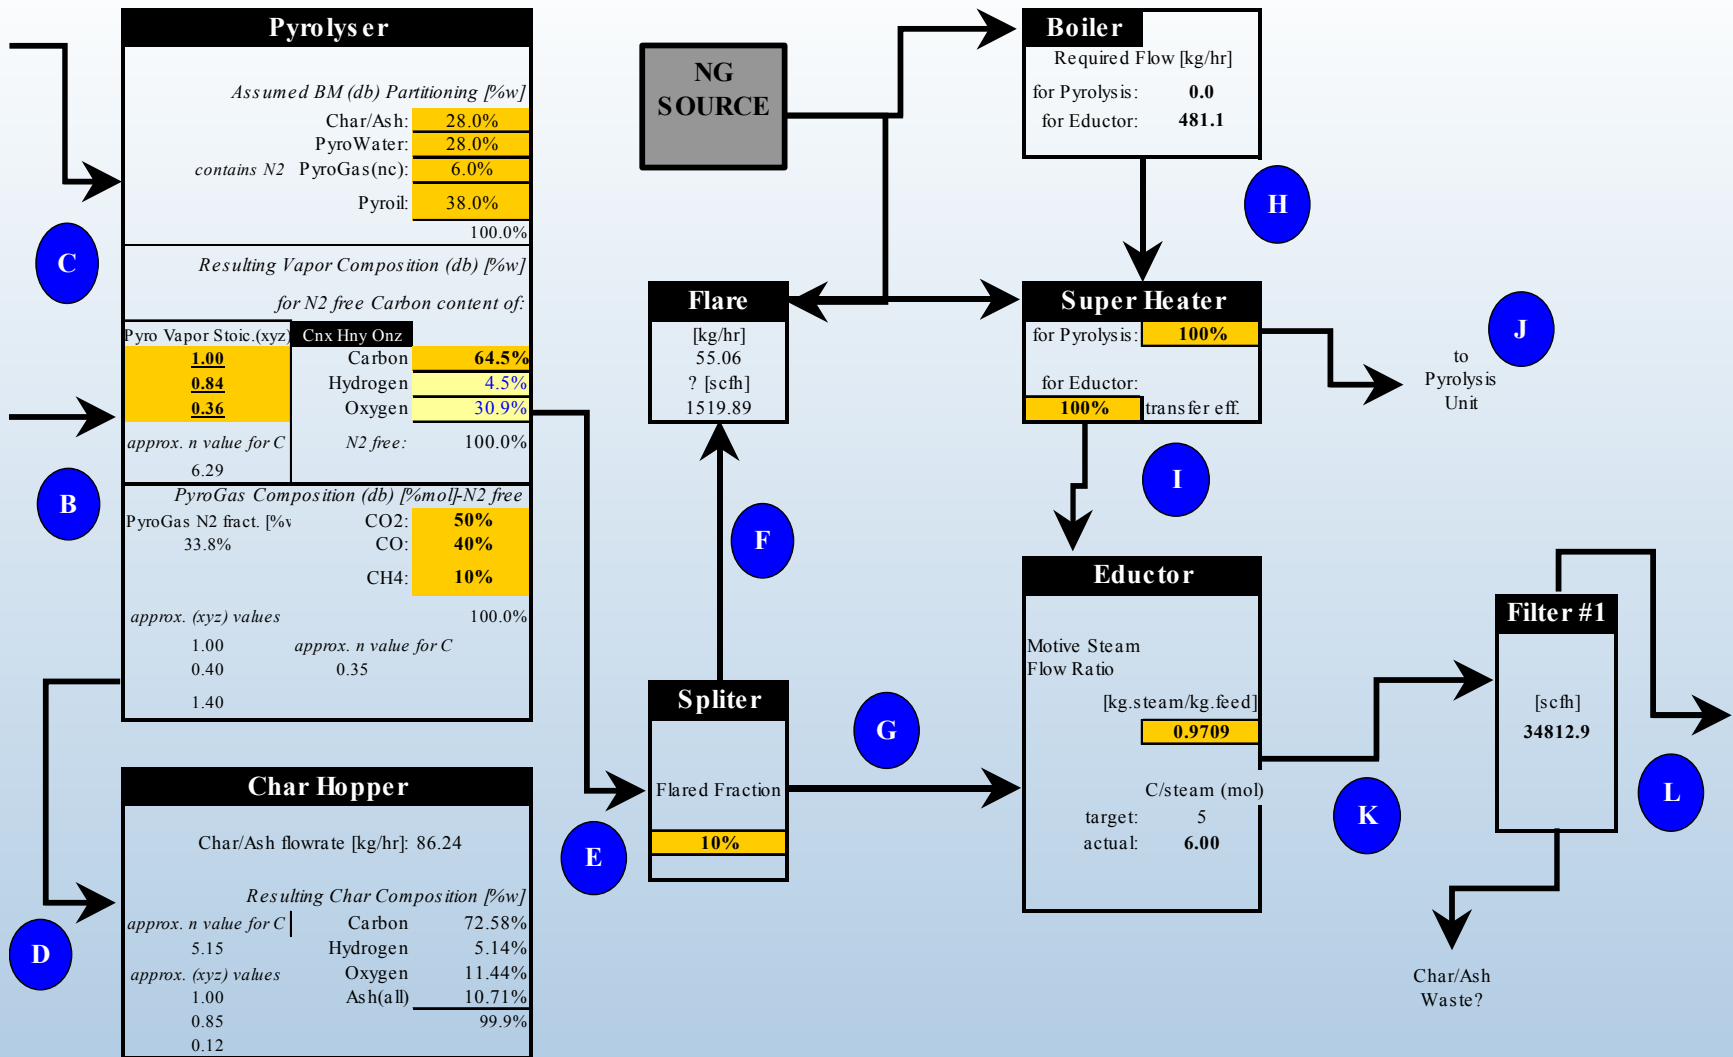 Pyrolyser
Assumed BM (db) Partitioning [%w]
Char/Ash: 28.0%
PyroWater: 28.0%
contains N2 PyroGas(nc): 6.0%
Pyroil: 38.0%
100.0%
Resulting Vapor Composition (db) [%w]
for N2 free Carbon content of:
Pyro Vapor Stoic.(xyz) Cnx Hny Onz
1.00 Carbon 64.5%
0.84 Hydrogen 4.5%
0.36 Oxygen 30.9%
approx. n value for C N2 free: 100.0%
6.29
PyroGas Composition (db) [%mol]-N2 free
PyroGas N2 fract. [%w CO2: 50%
33.8% CO: 40%
CH4: 10%
approx. (xyz) values 100.0%
1.00 approx. n value for C
0.40 0.35
1.40
Char Hopper
Char/Ash flowrate [kg/hr]: 86.24
Resulting Char Composition [%w]
approx. n value for C Carbon 72.58%
5.15 Hydrogen 5.14%
approx. (xyz) values Oxygen 11.44%
1.00 Ash(all) 10.71%
0.85 99.9%
0.12
C
B
D
NG
SOURCE
Boiler
Required Flow [kg/hr]
for Pyrolysis: 0.0
for Eductor: 481.1
H
Flare
[kg/hr]
55.06
? [scfh]
1519.89
Super Heater
for Pyrolysis: 100%
for Eductor:
100% transfer eff.
J
to
Pyrolysis
Unit
I
F
Spliter
Flared Fraction
10%
E
G
Eductor
Motive Steam
Flow Ratio
[kg.steam/kg.feed]
0.9709
C/steam (mol)
target: 5
actual: 6.00
K
Filter #1
[scfh]
34812.9
L
Char/Ash
Waste?